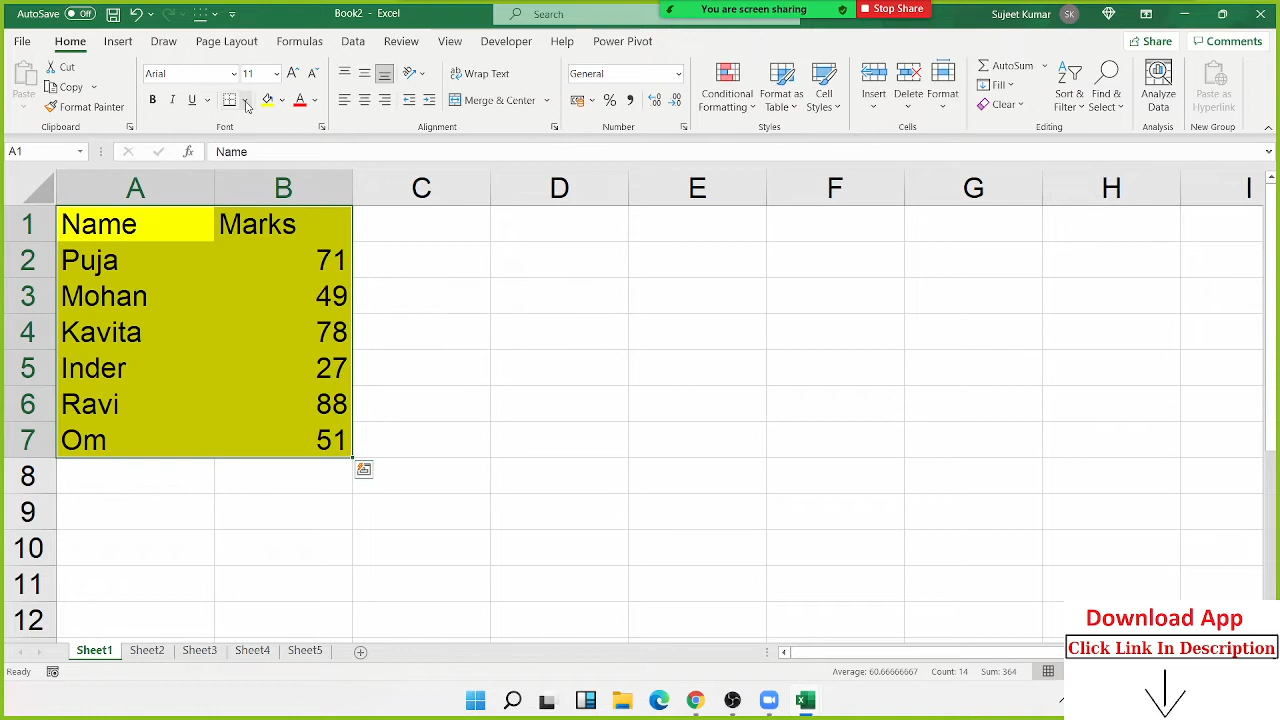 AutoSave Off Book2 - Excel Search You are screen sharing Stop Share Sujeet Kumar SK
File Home Insert Draw Page Layout Formulas Data Review View Developer Help Power Pivot Share Comments
Paste Cut Copy Format Painter Clipboard
Arial 11 A A B I U A Font
ab Wrap Text Merge & Center Alignment
General % , Number
Conditional Formatting Format as Table Cell Styles Styles
Insert Delete Format Cells
AutoSum Fill Clear Sort & Filter Find & Select Editing
Analyze Data Analysis
Paste as Hyperlink New Group
A1 fx Name
A B C D E F G H I
1 Name Marks
2 Puja 71
3 Mohan 49
4 Kavita 78
5 Inder 27
6 Ravi 88
7 Om 51
8
9
10
11
12
Download App
Click Link In Description
Sheet1 Sheet2 Sheet3 Sheet4 Sheet5
Ready Average: 60.66666667 Count: 14 Sum: 364